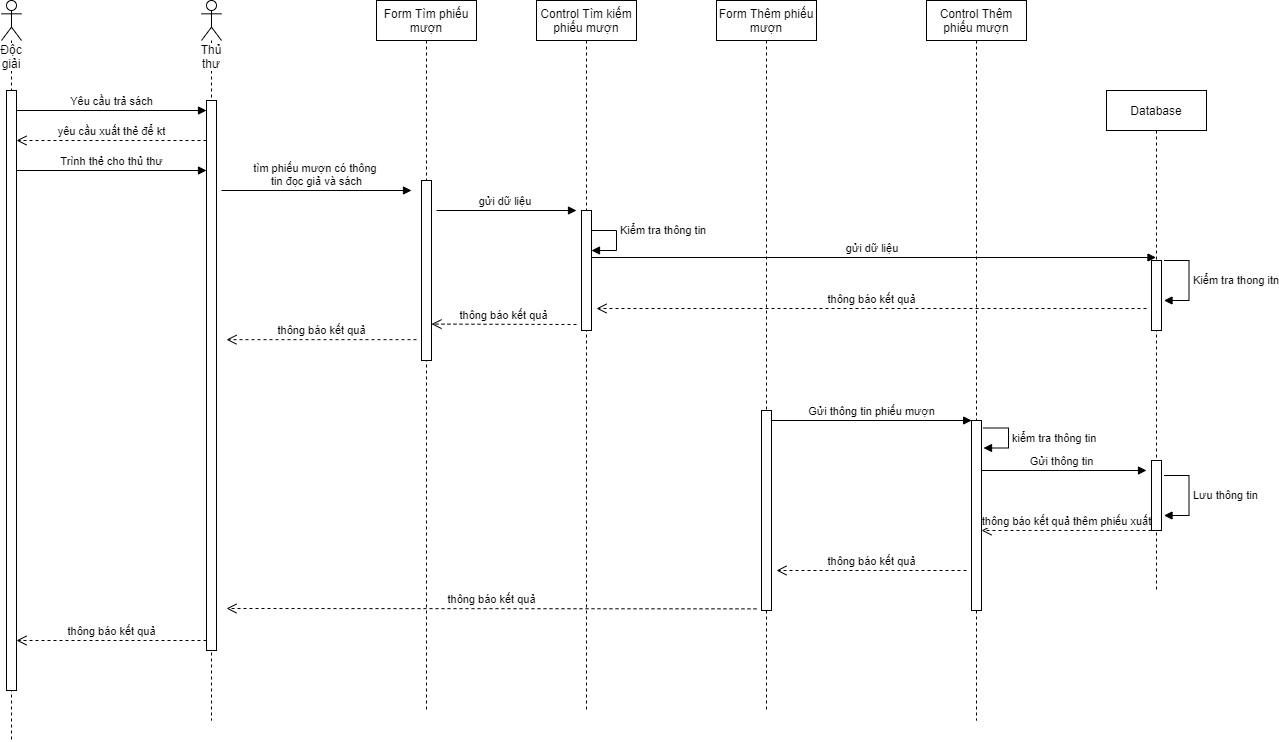 Form Tìm phiếu
mượn
Control Tìm kiếm
phiếu mượn
Form Thêm phiếu
mượn
Control Thêm
phiếu mượn
Độc
giải
Thủ
thư
Database
Yêu cầu trả sách
yêu cầu xuất thẻ để kt
Trình thẻ cho thủ thư
tìm phiếu mượn có thông
tin đọc giả và sách
gửi dữ liệu
Kiểm tra thông tin
gửi dữ liệu
Kiểm tra thong itn
thông báo kết quả
thông báo kết quả
thông báo kết quả
Gửi thông tin phiếu mượn
kiểm tra thông tin
Gửi thông tin
Lưu thông tin
thông báo kết quả thêm phiếu xuất
thông báo kết quả
thông báo kết quả
thông báo kết quả